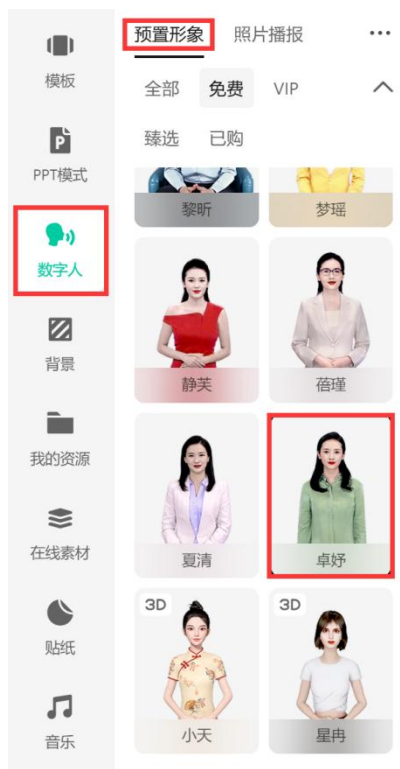 模板
PPT模式
数字人
背景
我的资源
在线素材
贴纸
音乐
预置形象 照片播报 •••
全部 免费 VIP
臻选 已购
黎昕 梦瑶
静芙 蓓瑾
夏清 卓妤
3D 3D
小天 星冉